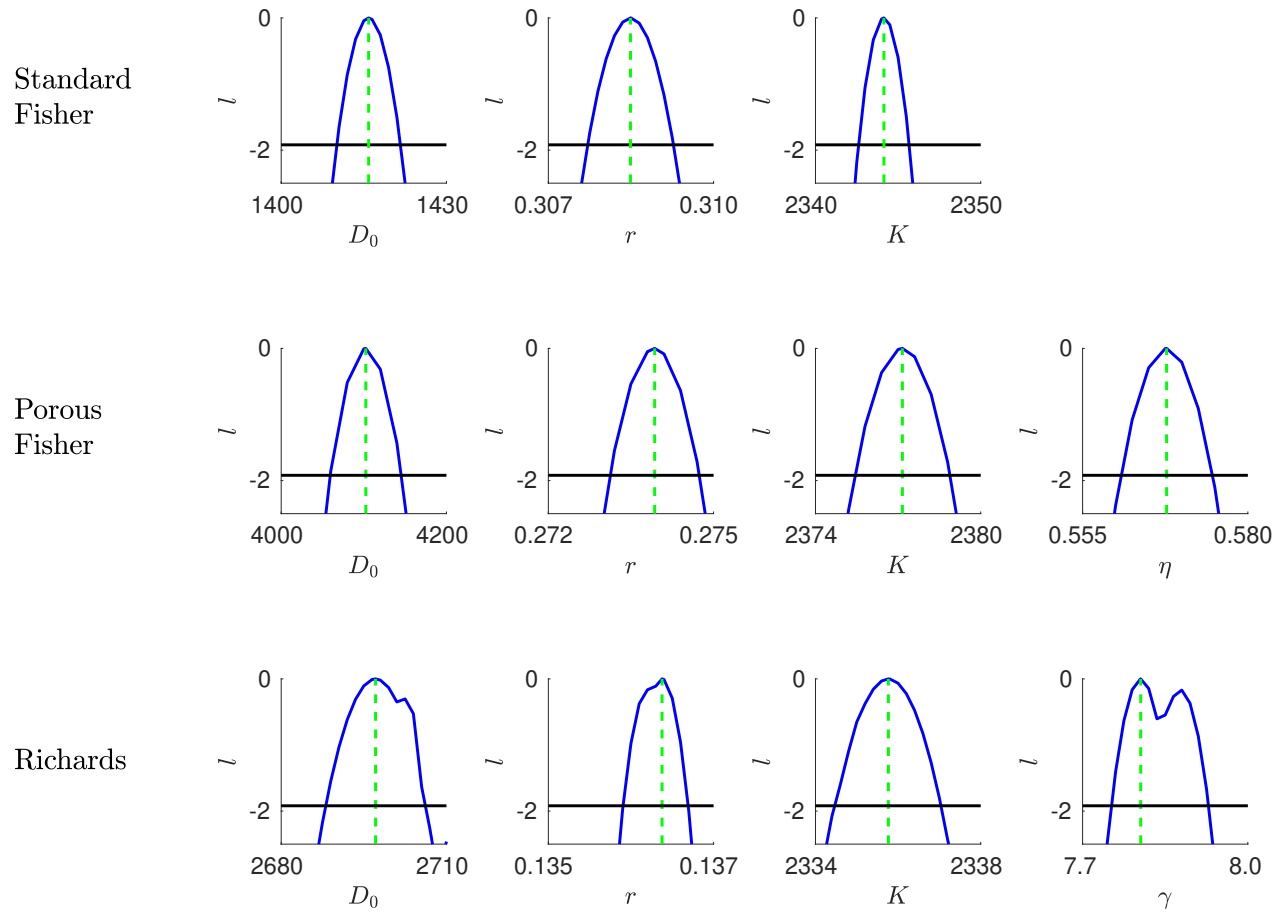 Standard
Fisher
l
0
-2
1400
1430
D₀
l
0
-2
0.307
0.310
r
l
0
-2
2340
2350
K
Porous
Fisher
l
0
-2
4000
4200
D₀
l
0
-2
0.272
0.275
r
l
0
-2
2374
2380
K
l
0
-2
0.555
0.580
η
Richards
l
0
-2
2680
2710
D₀
l
0
-2
0.135
0.137
r
l
0
-2
2334
2338
K
l
0
-2
7.7
8.0
γ